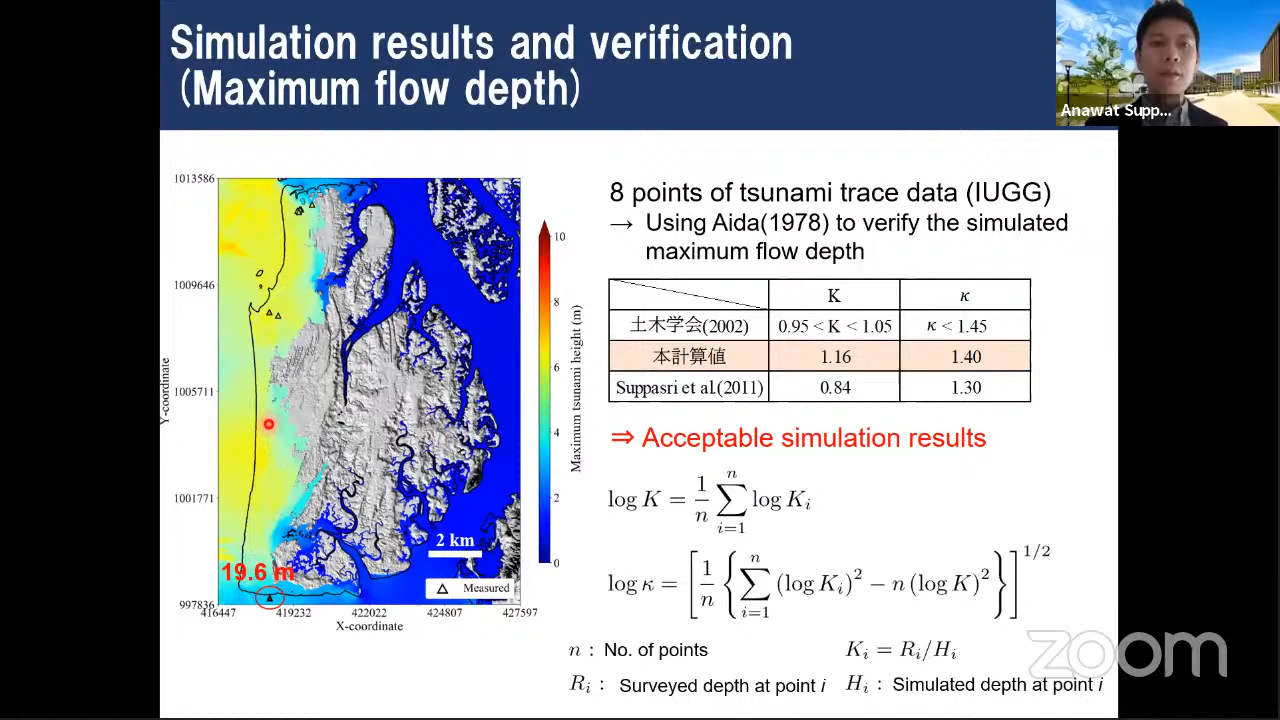 Simulation results and verification
(Maximum flow depth)
Anawat Supp...
8 points of tsunami trace data (IUGG)
→ Using Aida(1978) to verify the simulated
maximum flow depth
K κ
土木学会(2002) 0.95 < K < 1.05 κ < 1.45
本計算値 1.16 1.40
Suppasri et al.(2011) 0.84 1.30
⇒ Acceptable simulation results
log K = 1/n ∑_{i=1}^{n} log K_i
log κ = [ 1/n { ∑_{i=1}^{n} (log K_i)^2 − n (log K)^2 } ]^{1/2}
n : No. of points K_i = R_i/H_i
R_i : Surveyed depth at point i H_i : Simulated depth at point i
1013586
1009646
1005711
1001771
997836
Y-coordinate
416447 419232 422022 424807 427597
X-coordinate
19.6 m
2 km
△ Measured
10
8
6
4
2
0
Maximum tsunami height (m)
zoom